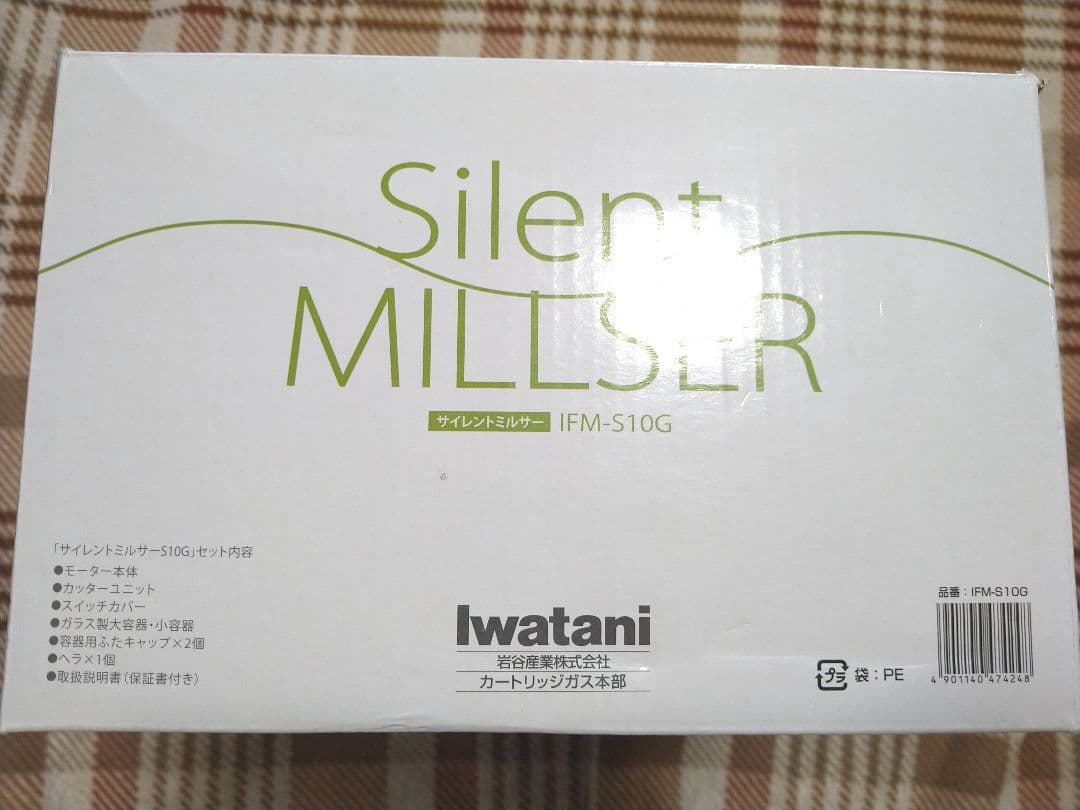 Silent
MILLSER
サイレントミルサー IFM-S10G
「サイレントミルサーS10G」セット内容
●モーター本体
●カッターユニット
●スイッチカバー
●ガラス製大容器・小容器
●容器用ふたキャップ×2個
●ヘラ×1個
●取扱説明書(保証書付き)
Iwatani
岩谷産業株式会社
カートリッジガス本部
プラ 袋:PE
品番:IFM-S10G
4 901140 474248